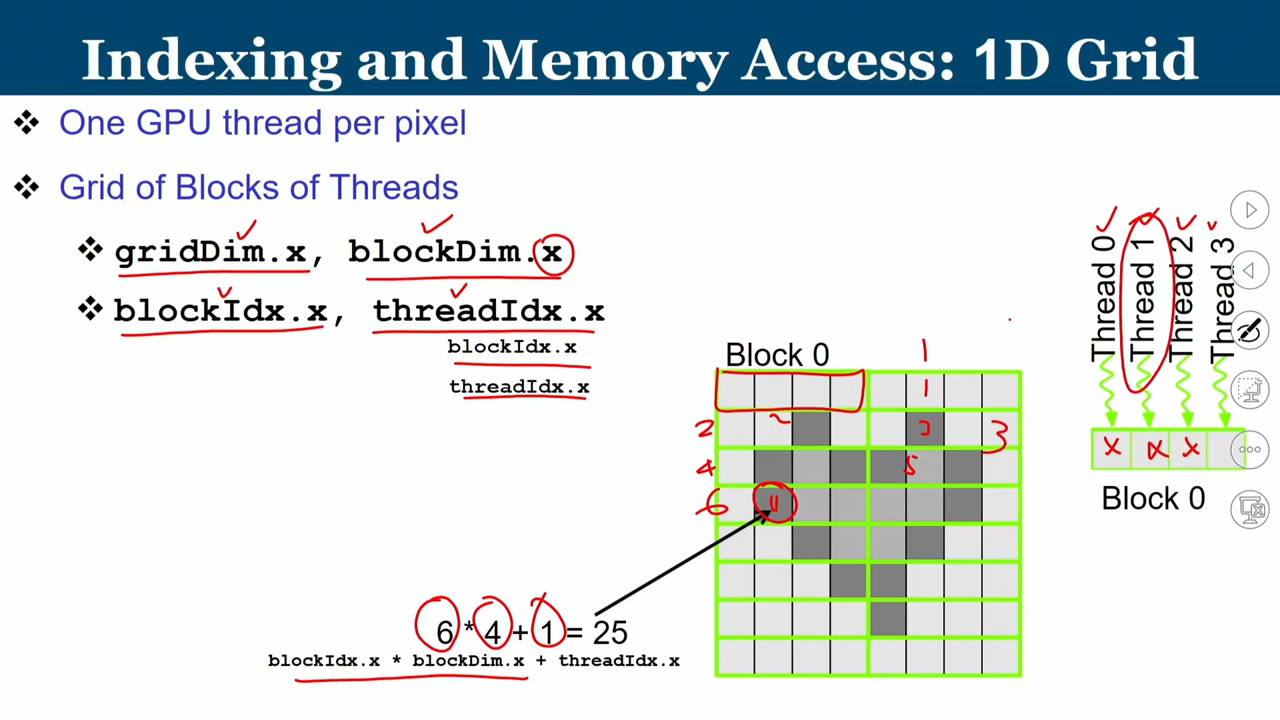 Indexing and Memory Access: 1D Grid
❖ One GPU thread per pixel
❖ Grid of Blocks of Threads
❖ gridDim.x, blockDim.x
❖ blockIdx.x, threadIdx.x
blockIdx.x
threadIdx.x
Block 0
1
1
2
3
4
5
6
Thread 0
Thread 1
Thread 2
Thread 3
x x x
Block 0
6 * 4 + 1 = 25
blockIdx.x * blockDim.x + threadIdx.x